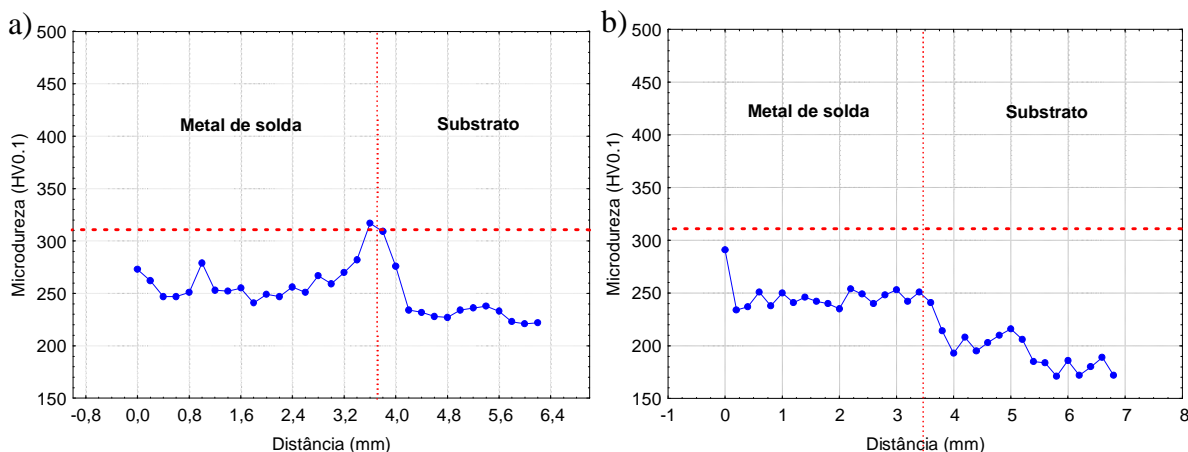 a)
500
450
400
350
300
250
200
150
Microdureza (HV0.1)
Metal de solda
Substrato
-0,8 0,0 0,8 1,6 2,4 3,2 4,0 4,8 5,6 6,4
Distância (mm)
b)
500
450
400
350
300
250
200
150
Microdureza (HV0.1)
Metal de solda
Substrato
-1 0 1 2 3 4 5 6 7 8
Distância (mm)